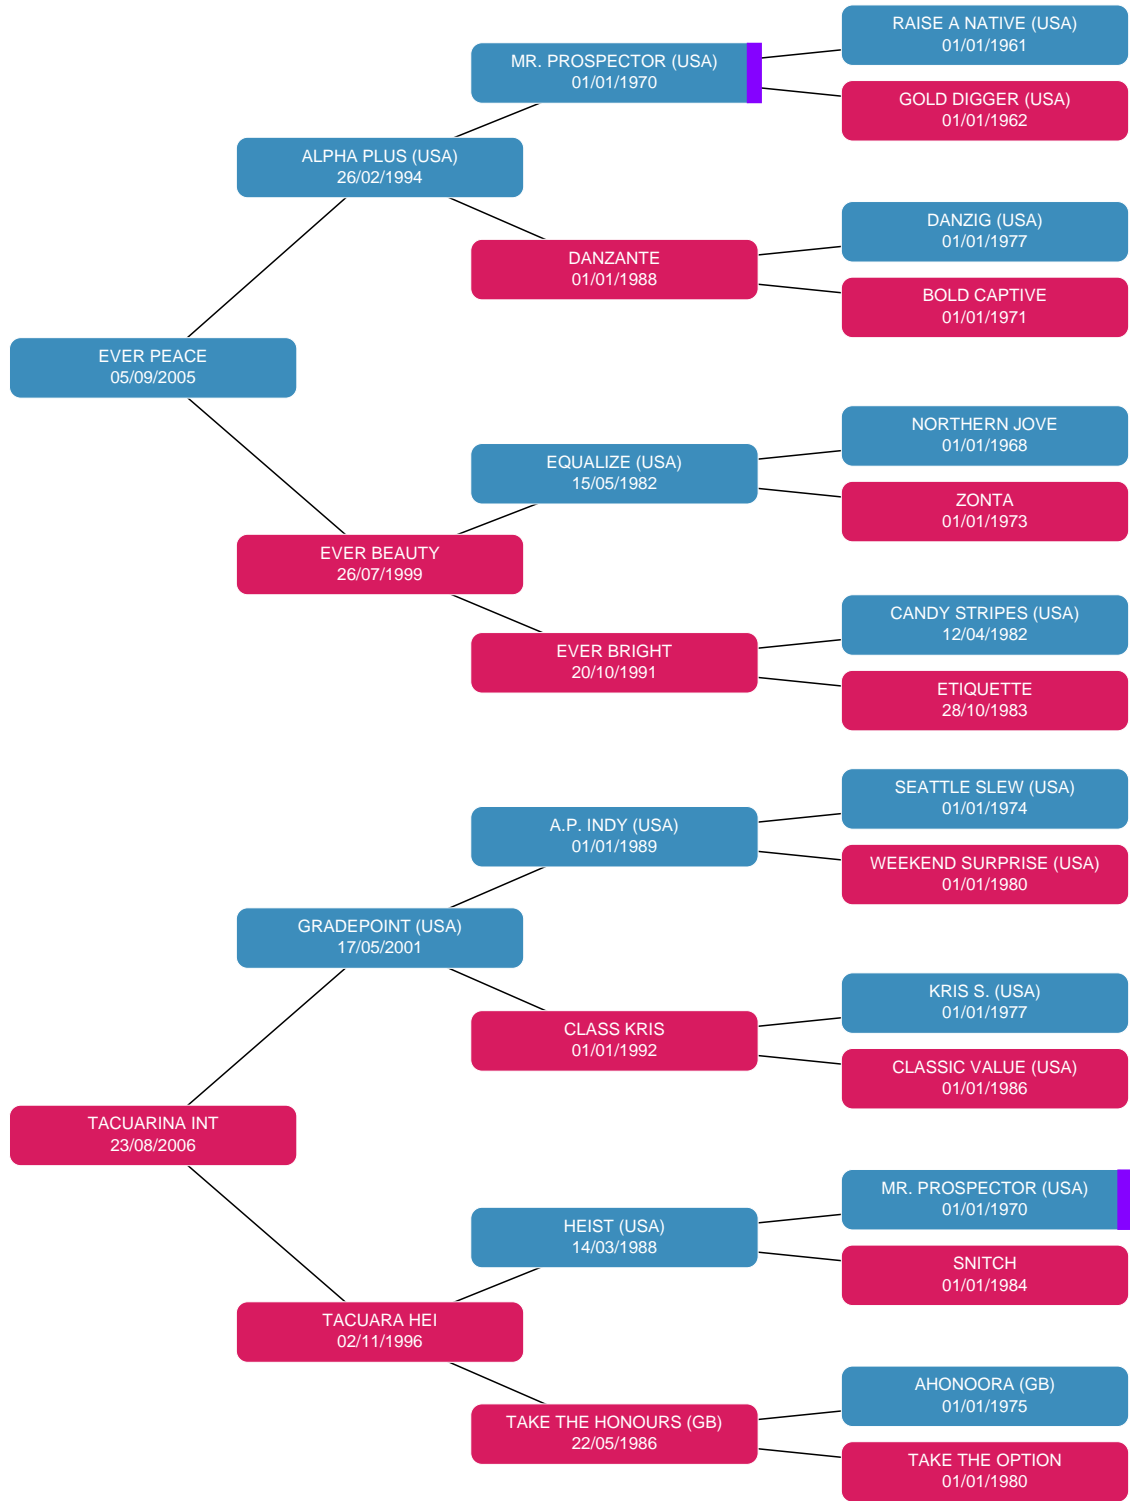 RAISE A NATIVE (USA)
01/01/1961
MR. PROSPECTOR (USA)
01/01/1970
GOLD DIGGER (USA)
01/01/1962
ALPHA PLUS (USA)
26/02/1994
DANZIG (USA)
01/01/1977
DANZANTE
01/01/1988
BOLD CAPTIVE
01/01/1971
EVER PEACE
05/09/2005
NORTHERN JOVE
01/01/1968
EQUALIZE (USA)
15/05/1982
ZONTA
01/01/1973
EVER BEAUTY
26/07/1999
CANDY STRIPES (USA)
12/04/1982
EVER BRIGHT
20/10/1991
ETIQUETTE
28/10/1983
SEATTLE SLEW (USA)
01/01/1974
A.P. INDY (USA)
01/01/1989
WEEKEND SURPRISE (USA)
01/01/1980
GRADEPOINT (USA)
17/05/2001
KRIS S. (USA)
01/01/1977
CLASS KRIS
01/01/1992
CLASSIC VALUE (USA)
01/01/1986
TACUARINA INT
23/08/2006
MR. PROSPECTOR (USA)
01/01/1970
HEIST (USA)
14/03/1988
SNITCH
01/01/1984
TACUARA HEI
02/11/1996
AHONOORA (GB)
01/01/1975
TAKE THE HONOURS (GB)
22/05/1986
TAKE THE OPTION
01/01/1980